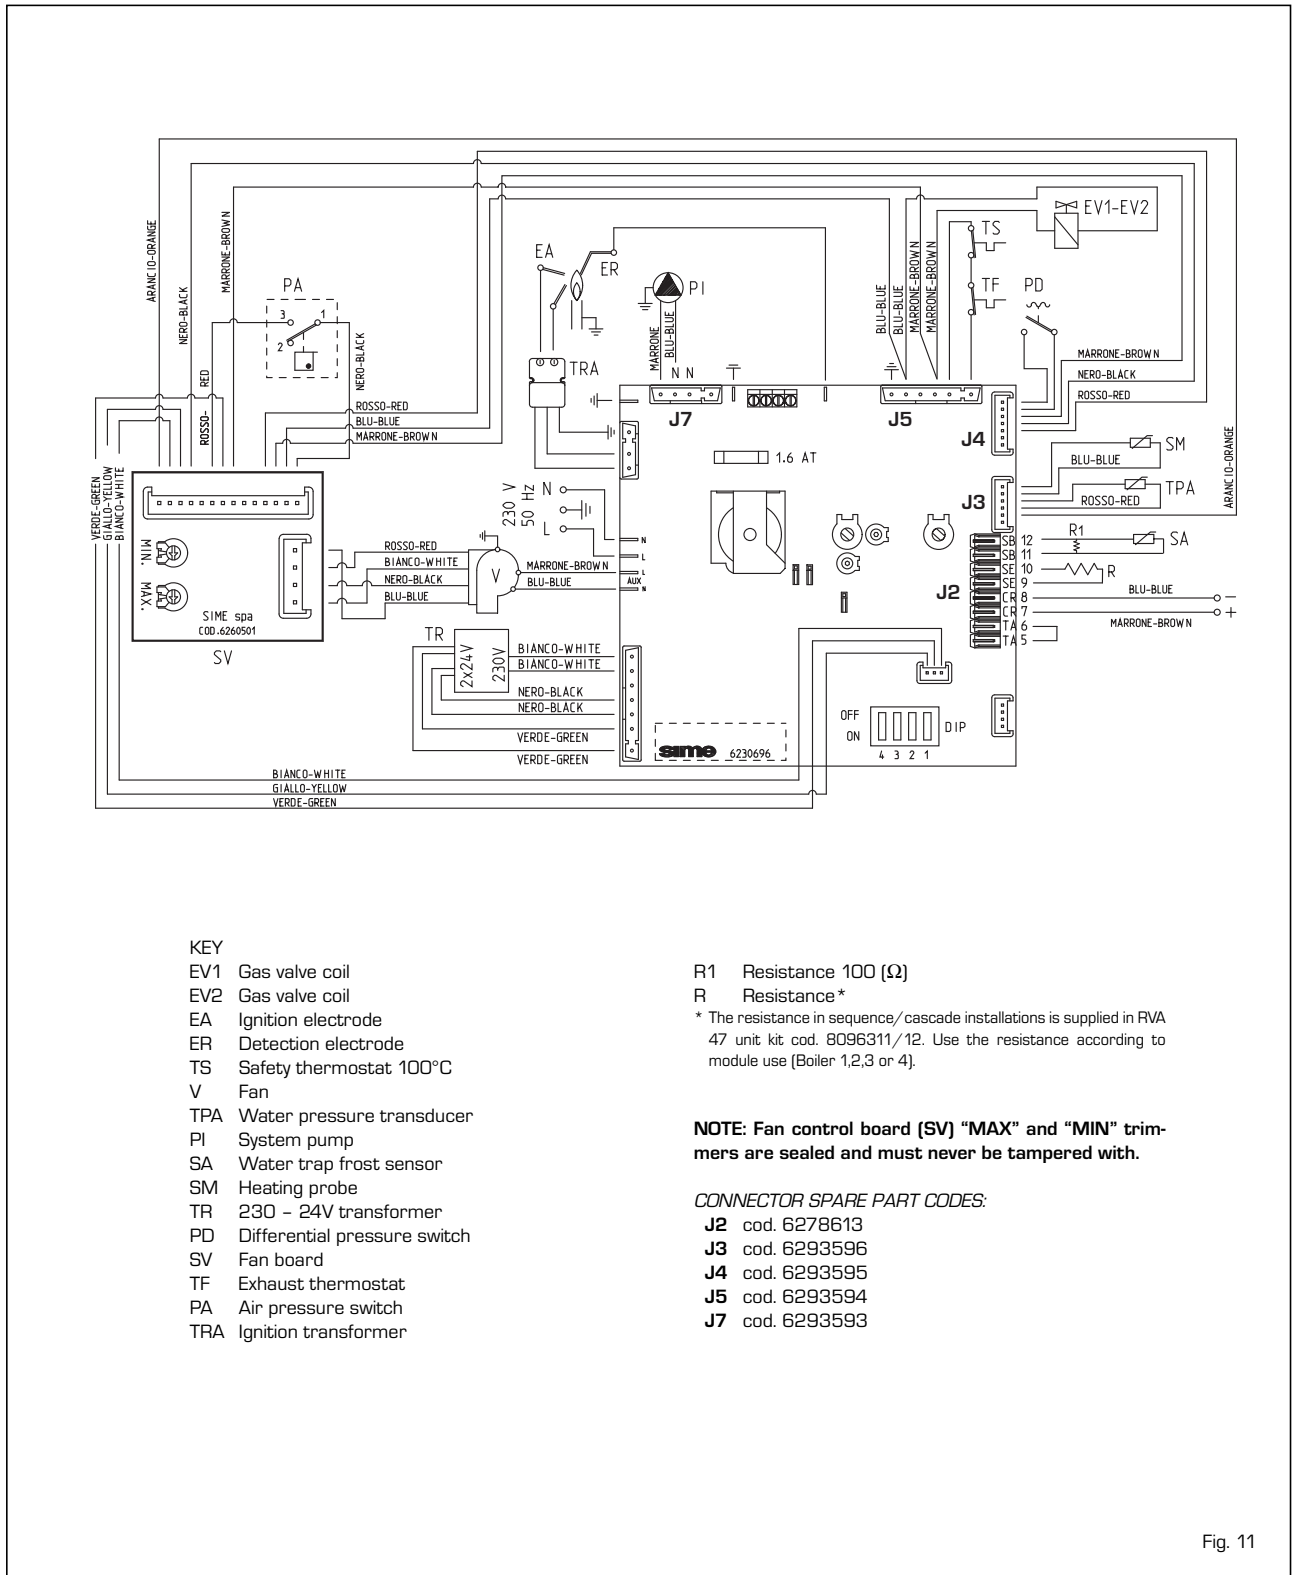 ARANCIO-ORANGE
NERO-BLACK
MARRONE-BROWN
PA
3
1
2
NERO-BLACK
ROSSO-
RED
ROSSO-RED
BLU-BLUE
MARRONE-BROWN
EA
ER
TRA
PI
MARRONE
BLU-BLUE
N N
J7
BLU-BLUE
BLU-BLUE
MARRONE-BROWN
MARRONE-BROWN
J5
EV1-EV2
TS
TF
PD
MARRONE-BROWN
NERO-BLACK
ROSSO-RED
J4
SM
BLU-BLUE
TPA
ROSSO-RED
J3
ARANCIO-ORANGE
1.6 AT
230 V
50 Hz
N
L
N
L
L
AUX
N
R1
SA
SB 12
SB 11
SE 10
SE 9
CR 8
CR 7
TA 6
TA 5
R
J2
BLU-BLUE
−
+
MARRONE-BROWN
VERDE-GREEN
GIALLO-YELLOW
BIANCO-WHITE
MIN.
MAX.
SIME spa
COD.6260501
SV
ROSSO-RED
BIANCO-WHITE
NERO-BLACK
BLU-BLUE
V
MARRONE-BROWN
BLU-BLUE
TR
2x24V
230V
BIANCO-WHITE
BIANCO-WHITE
NERO-BLACK
NERO-BLACK
VERDE-GREEN
VERDE-GREEN
sime 6230696
OFF
ON
DIP
4 3 2 1
BIANCO-WHITE
GIALLO-YELLOW
VERDE-GREEN
KEY
EV1 Gas valve coil
EV2 Gas valve coil
EA Ignition electrode
ER Detection electrode
TS Safety thermostat 100°C
V Fan
TPA Water pressure transducer
PI System pump
SA Water trap frost sensor
SM Heating probe
TR 230 – 24V transformer
PD Differential pressure switch
SV Fan board
TF Exhaust thermostat
PA Air pressure switch
TRA Ignition transformer
R1 Resistance 100 (Ω)
R Resistance*
* The resistance in sequence/cascade installations is supplied in RVA
47 unit kit cod. 8096311/12. Use the resistance according to
module use (Boiler 1,2,3 or 4).
NOTE: Fan control board (SV) “MAX” and “MIN” trim-
mers are sealed and must never be tampered with.
CONNECTOR SPARE PART CODES:
J2 cod. 6278613
J3 cod. 6293596
J4 cod. 6293595
J5 cod. 6293594
J7 cod. 6293593
Fig. 11